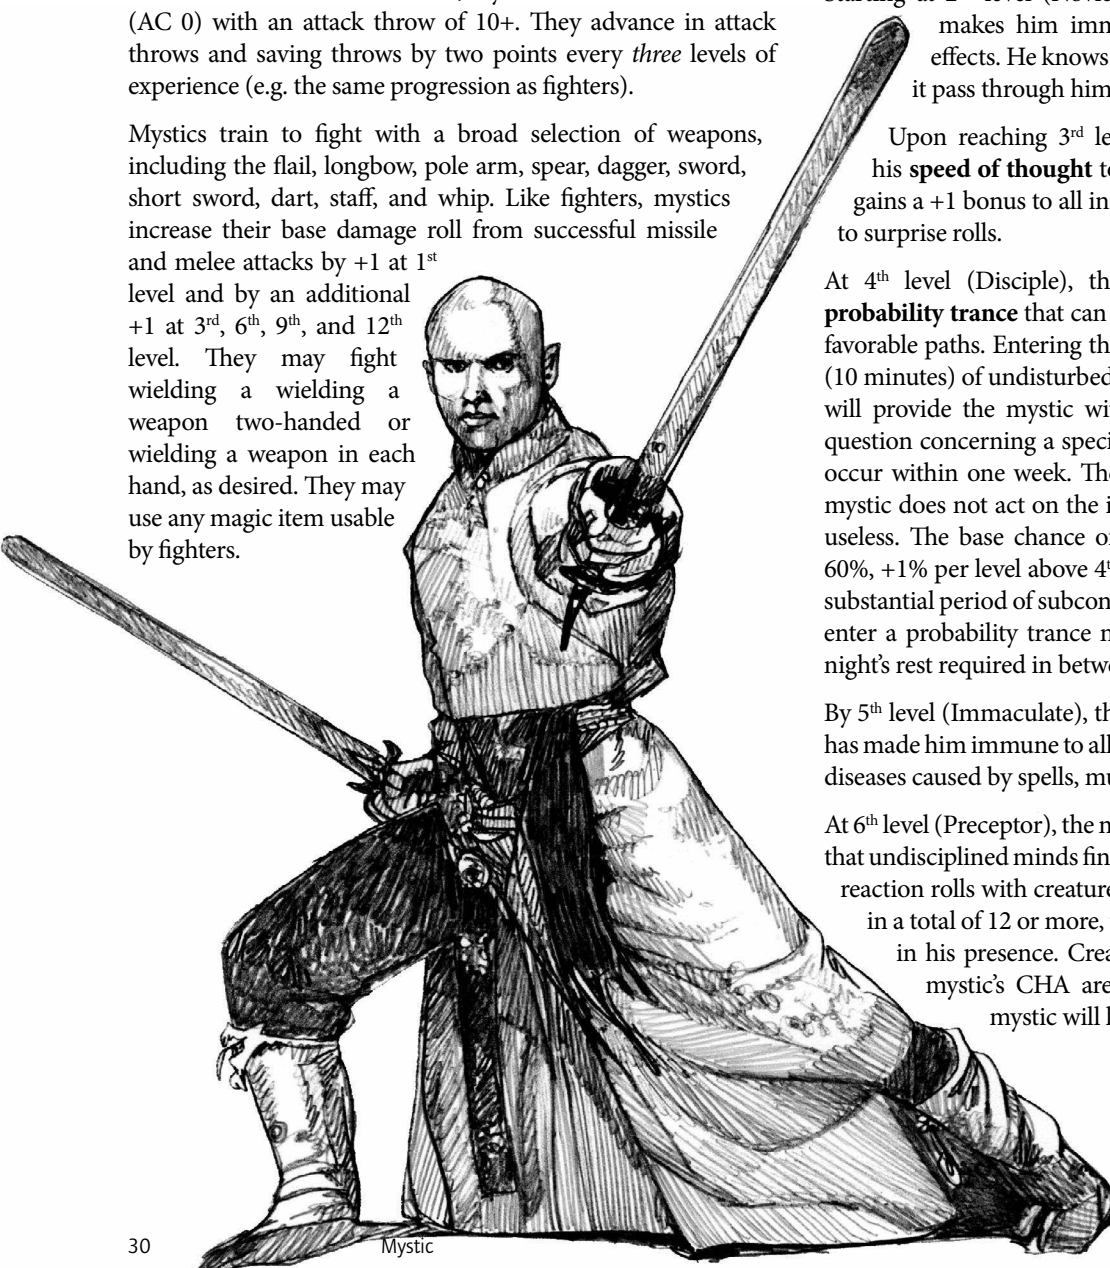 (AC 0) with an attack throw of 10+. They advance in attack
throws and saving throws by two points every three levels of
experience (e.g. the same progression as fighters).
Mystics train to fight with a broad selection of weapons,
including the flail, longbow, pole arm, spear, dagger, sword,
short sword, dart, staff, and whip. Like fighters, mystics
increase their base damage roll from successful missile
and melee attacks by +1 at 1st
level and by an additional
+1 at 3rd, 6th, 9th, and 12th
level. They may fight
wielding a wielding a
weapon two-handed or
wielding a weapon in each
hand, as desired. They may
use any magic item usable
by fighters.
makes him imm
effects. He knows
it pass through him
Upon reaching 3rd le
his speed of thought to
gains a +1 bonus to all in
to surprise rolls.
At 4th level (Disciple), th
probability trance that can
favorable paths. Entering th
(10 minutes) of undisturbed
will provide the mystic wi
question concerning a speci
occur within one week. The
mystic does not act on the i
useless. The base chance o
60%, +1% per level above 4t
substantial period of subcon
enter a probability trance n
night's rest required in betw
By 5th level (Immaculate), th
has made him immune to all
diseases caused by spells, mu
At 6th level (Preceptor), the n
that undisciplined minds fin
reaction rolls with creature
in a total of 12 or more,
in his presence. Crea
mystic's CHA are
mystic will l
30 Mystic